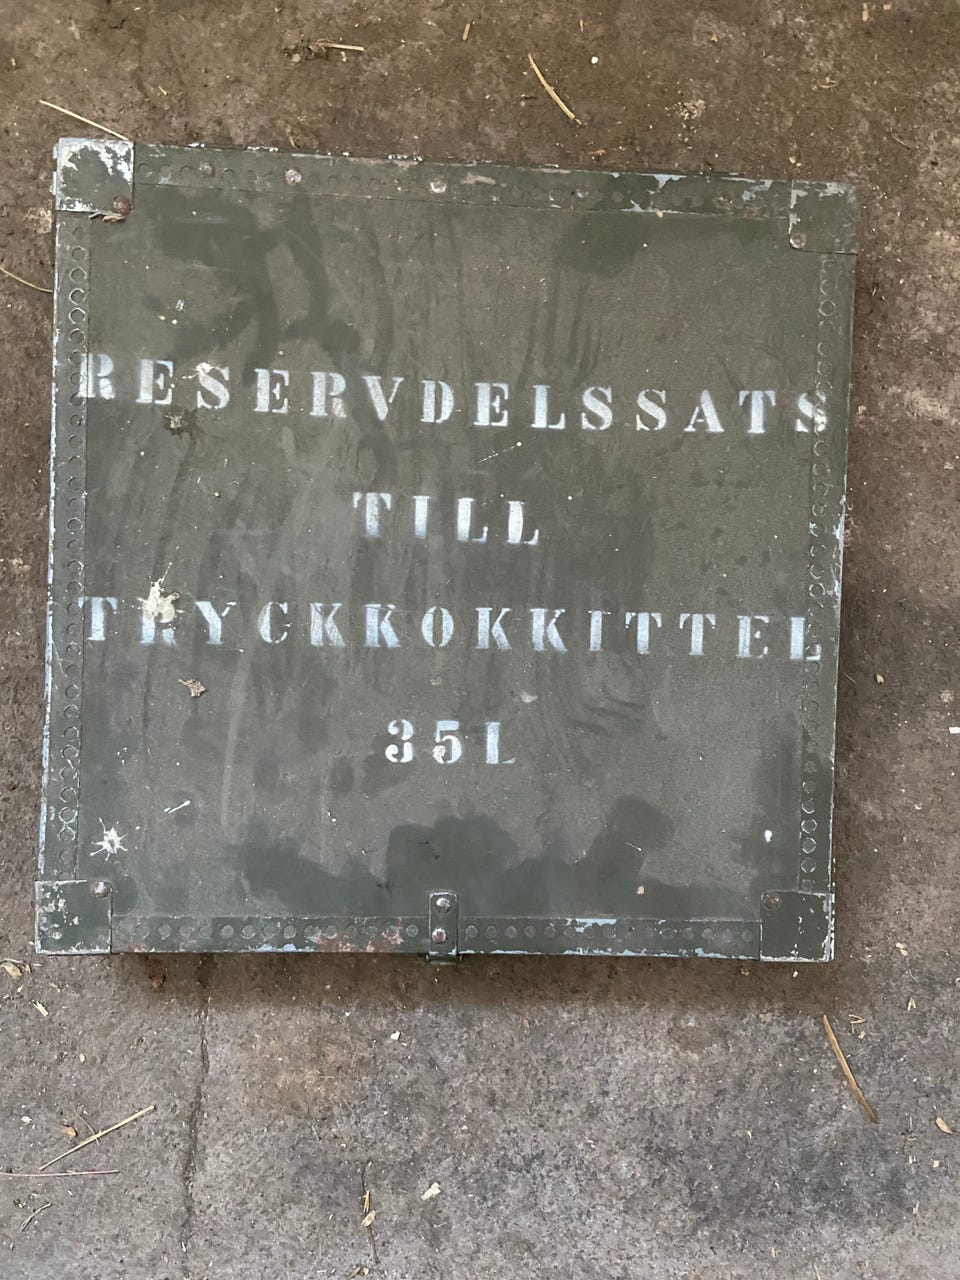 RESERVDELSSATS
TILL
TRYCKKOKKITTEL
35L